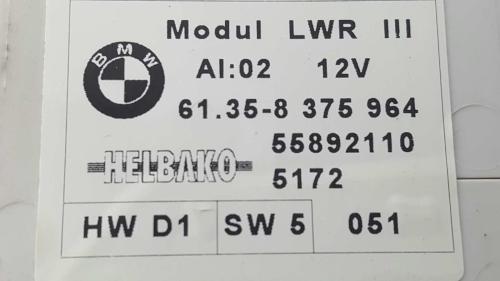 Modul LWR III
BMW
AI:02 12V
61.35-8 375 964
55892110
HELBAKO
5172
HW D1 SW 5 051